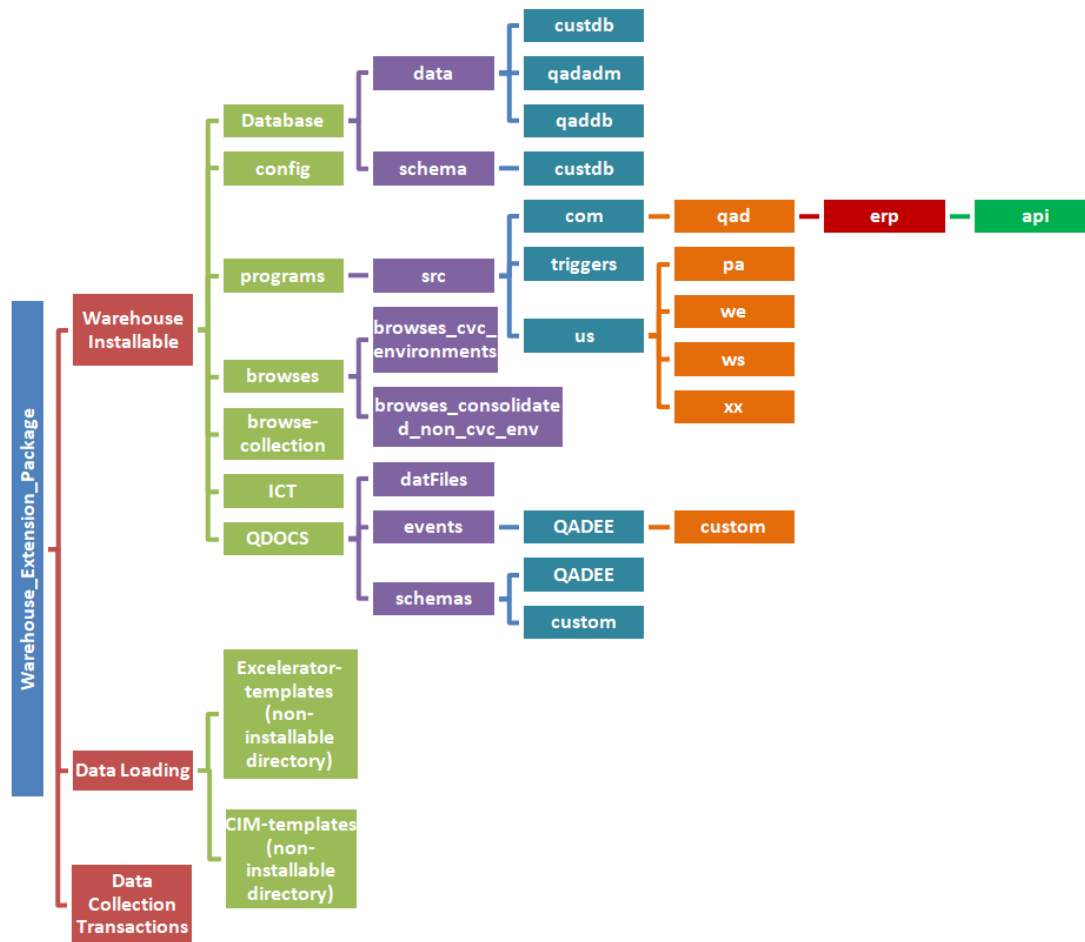 custdb
data
qadadm
Database
qaddb
config
schema
custdb
com
qad
erp
api
programs
src
triggers
pa
we
us
ws
xx
Warehouse
Installable
browses_cvc_
environments
browses
browses_consolidate
d_non_cvc_env
browse-
collection
ICT
datFiles
QDOCS
events
QADEE
custom
schemas
QADEE
custom
Warehouse_Extension_Package
Excelerator-
templates
(non-
installable
directory)
Data Loading
CIM-templates
(non-
installable
directory)
Data
Collection
Transactions